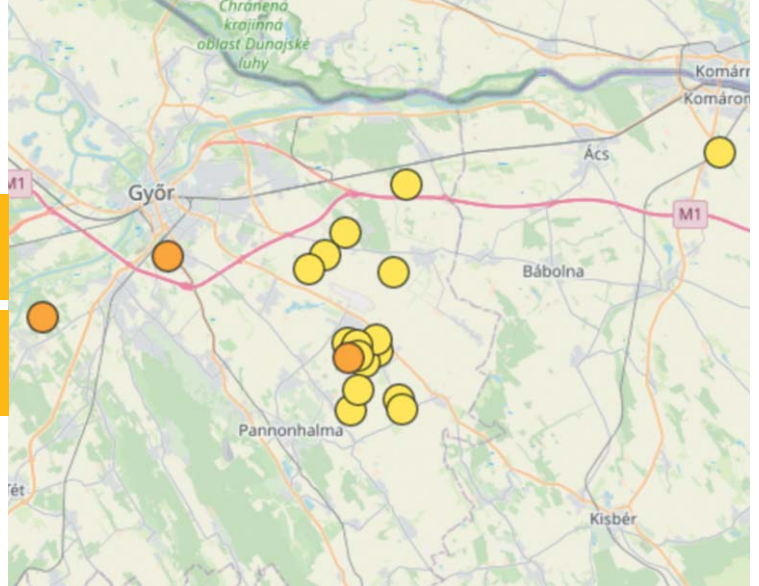 Chránená
krajinná
oblasť Dunajské
luhy
Komárn
Komárom
Ács
M1
Győr
M1
Bábolna
Pannonhalma
Tét
Kisbér